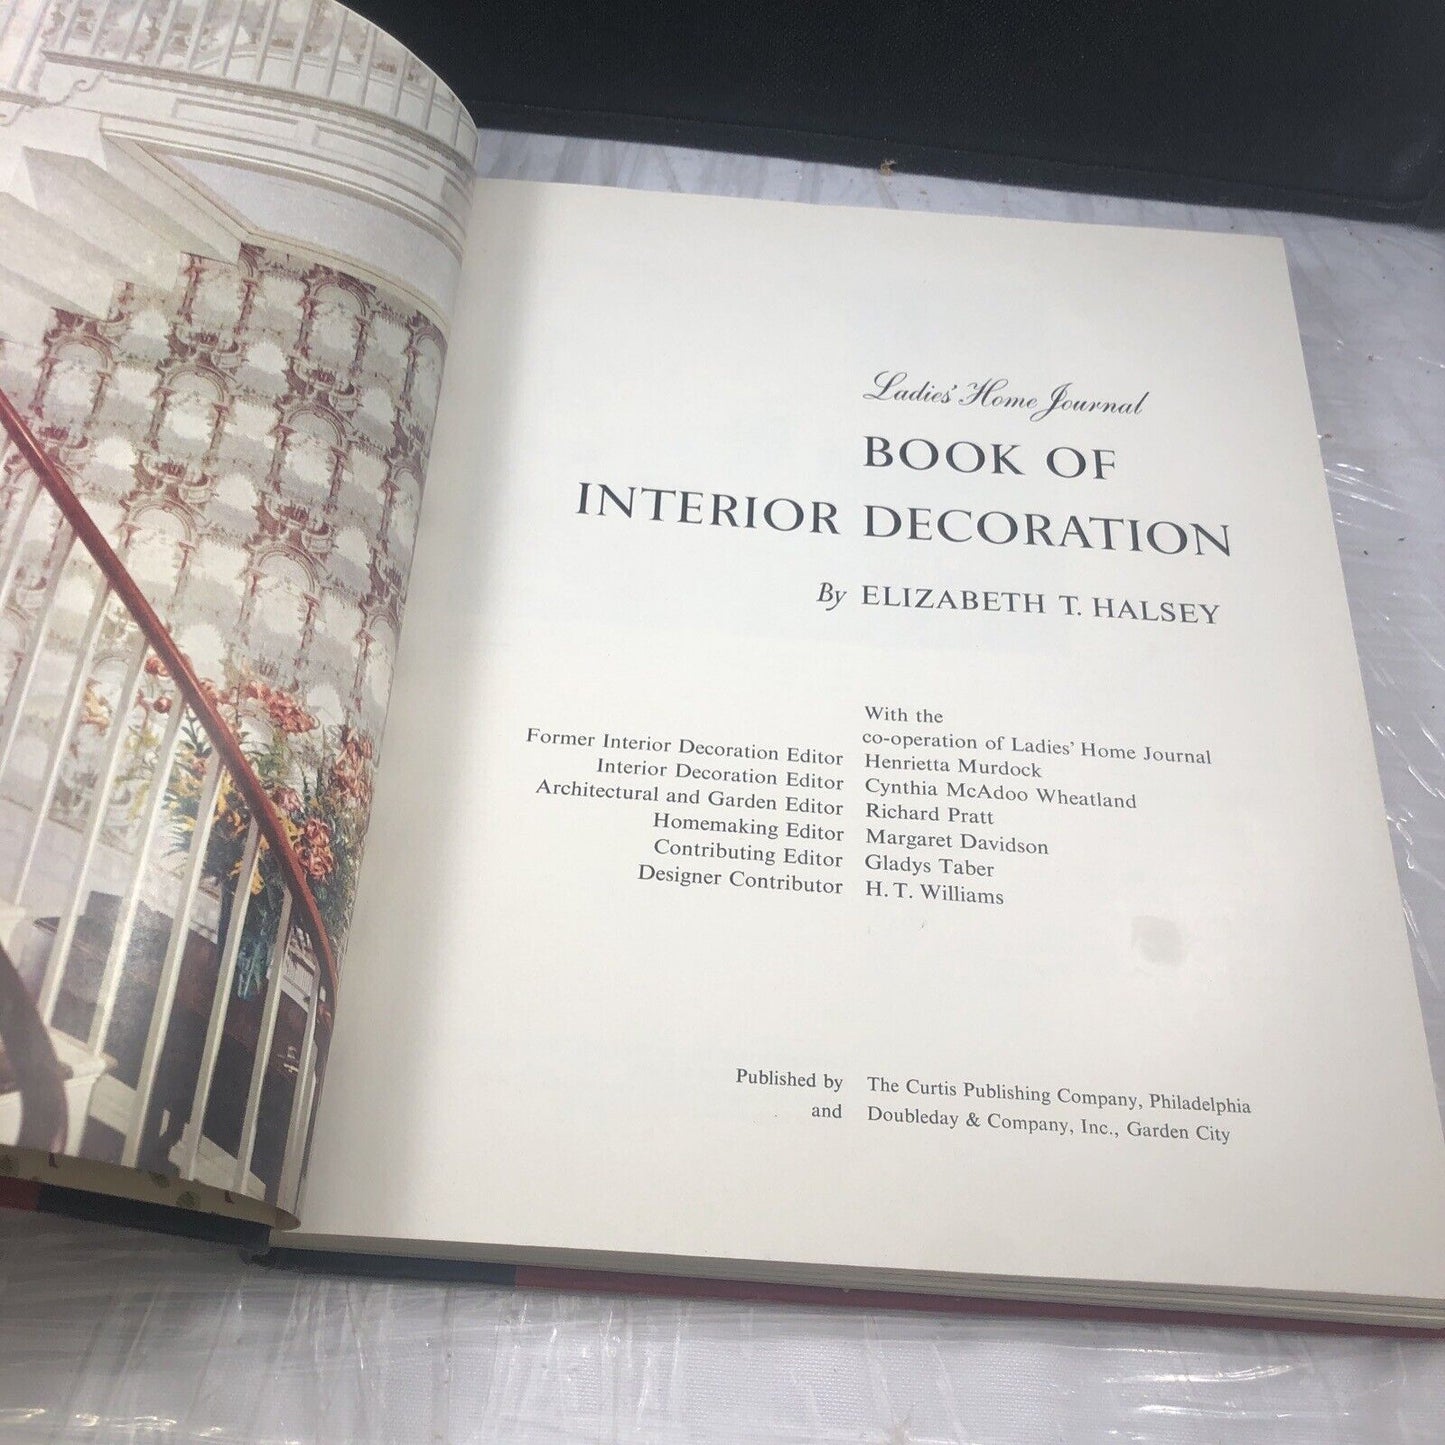 Ladies' Home Journal
BOOK OF
INTERIOR DECORATION
By ELIZABETH T. HALSEY
With the
co-operation of Ladies' Home Journal
Former Interior Decoration Editor Henrietta Murdock
Interior Decoration Editor Cynthia McAdoo Wheatland
Architectural and Garden Editor Richard Pratt
Homemaking Editor Margaret Davidson
Contributing Editor Gladys Taber
Designer Contributor H. T. Williams
Published by The Curtis Publishing Company, Philadelphia
and Doubleday & Company, Inc., Garden City